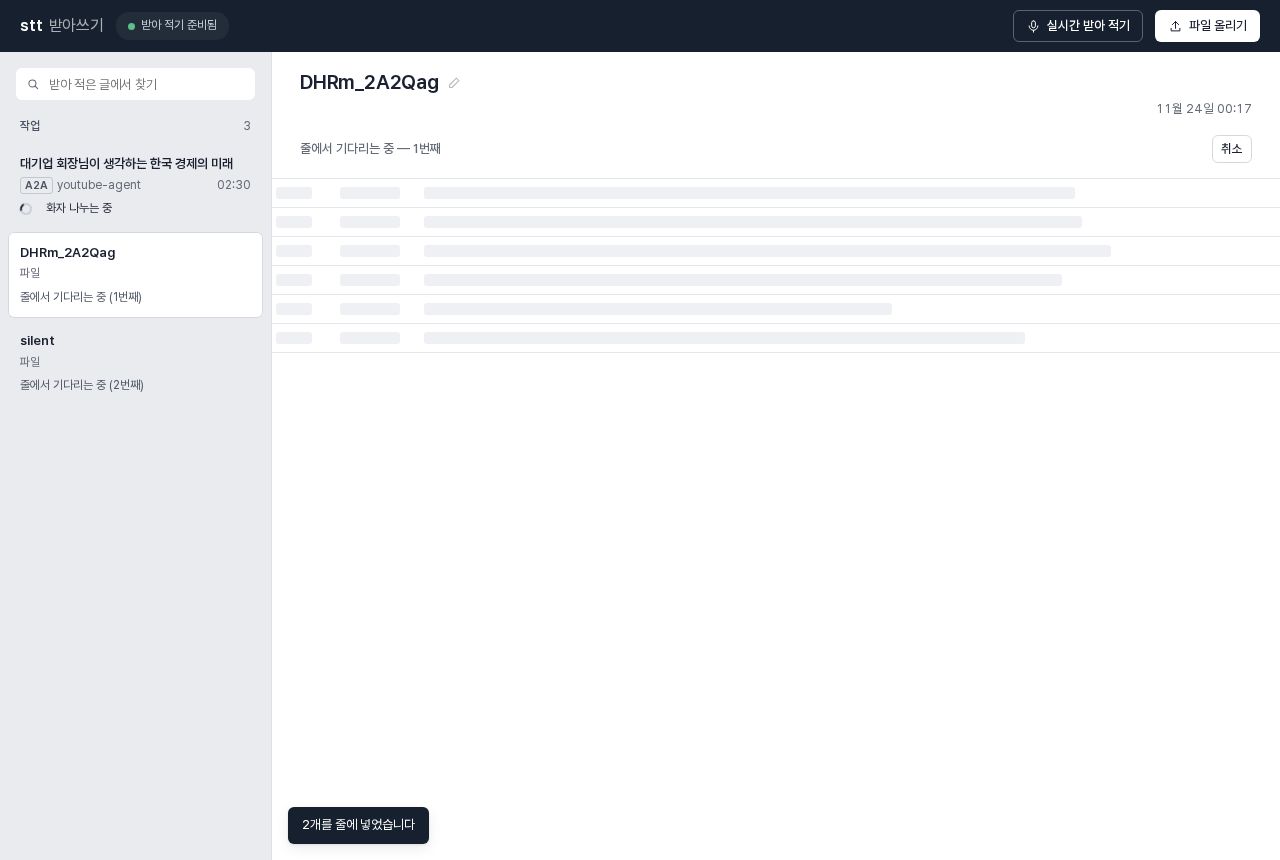 stt 받아쓰기
받아 적기 준비됨
실시간 받아 적기
파일 올리기
받아 적은 글에서 찾기
작업 3
대기업 회장님이 생각하는 한국 경제의 미래
A2A youtube-agent 02:30
화자 나누는 중
DHRm_2A2Qag
파일
줄에서 기다리는 중 (1번째)
silent
파일
줄에서 기다리는 중 (2번째)
DHRm_2A2Qag
11월 24일 00:17
줄에서 기다리는 중 — 1번째
취소
2개를 줄에 넣었습니다